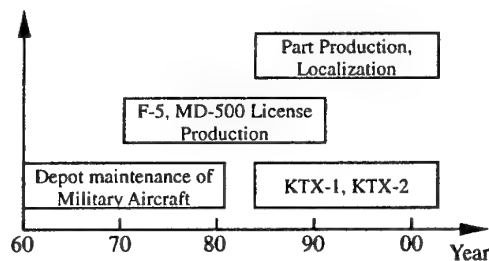 Part Production,
Localization
F-5, MD-500 License
Production
Depot maintenance of
Military Aircraft
KTX-1, KTX-2
60 70 80 90 00
Year